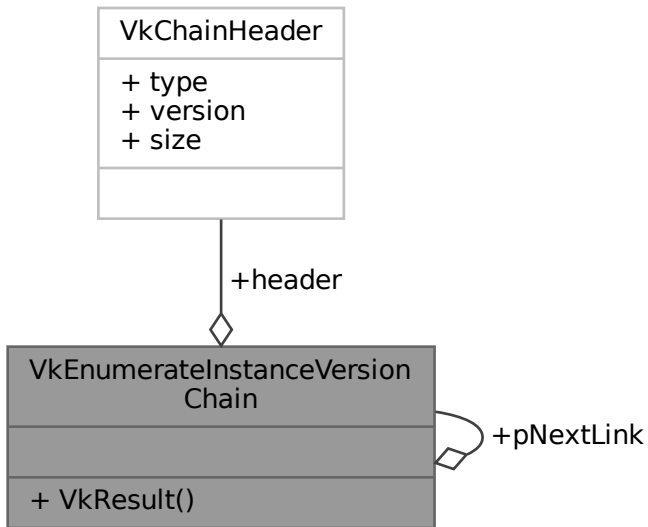 VkChainHeader
+ type
+ version
+ size
+header
VkEnumerateInstanceVersion
Chain
+pNextLink
+ VkResult()